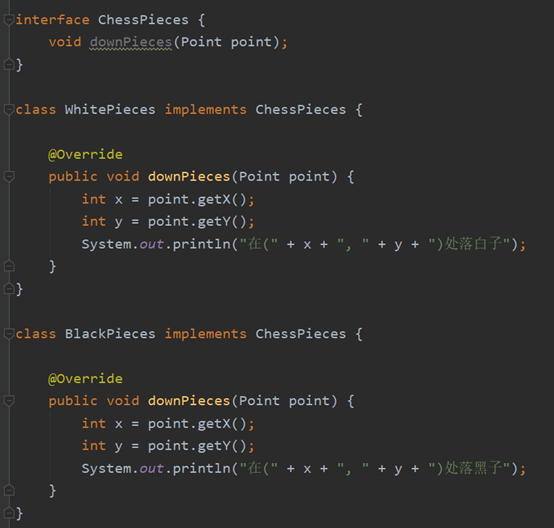 interface ChessPieces {
void downPieces(Point point);
}
class WhitePieces implements ChessPieces {
@Override
public void downPieces(Point point) {
int x = point.getX();
int y = point.getY();
System.out.println("在(" + x + ", " + y + ")处落白子");
}
}
class BlackPieces implements ChessPieces {
@Override
public void downPieces(Point point) {
int x = point.getX();
int y = point.getY();
System.out.println("在(" + x + ", " + y + ")处落黑子");
}
}